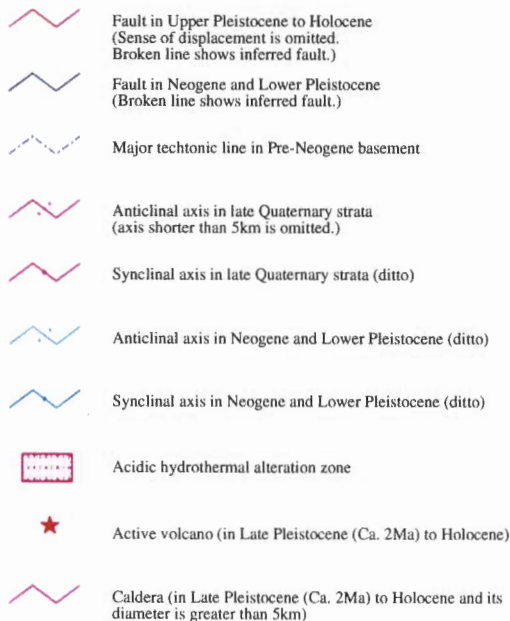 Fault in Upper Pleistocene to Holocene
(Sense of displacement is omitted.
Broken line shows inferred fault.)
Fault in Neogene and Lower Pleistocene
(Broken line shows inferred fault.)
Major techtonic line in Pre-Neogene basement
Anticlinal axis in late Quaternary strata
(axis shorter than 5km is omitted.)
Synclinal axis in late Quaternary strata (ditto)
Anticlinal axis in Neogene and Lower Pleistocene (ditto)
Synclinal axis in Neogene and Lower Pleistocene (ditto)
Acidic hydrothermal alteration zone
Active volcano (in Late Pleistocene (Ca. 2Ma) to Holocene)
Caldera (in Late Pleistocene (Ca. 2Ma) to Holocene and its
diameter is greater than 5km)